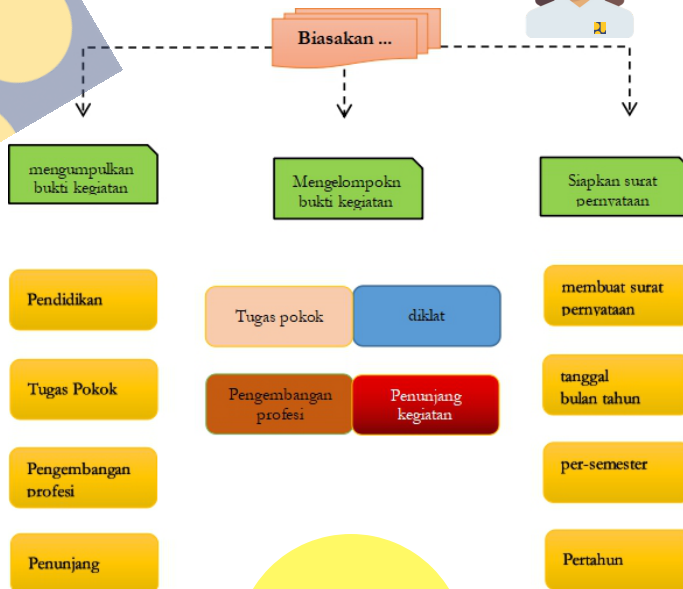 Biasakan ...
mengumpulkan
bukti kegiatan
Mengelompokn
bukti kegiatan
Siapkan surat
pernyataan
Pendidikan
Tugas Pokok
Pengembangan
profesi
Penunjang
Tugas pokok
diklat
Pengembangan
profesi
Penunjang
kegiatan
membuat surat
pernyataan
tanggal
bulan tahun
per-semester
Pertahun